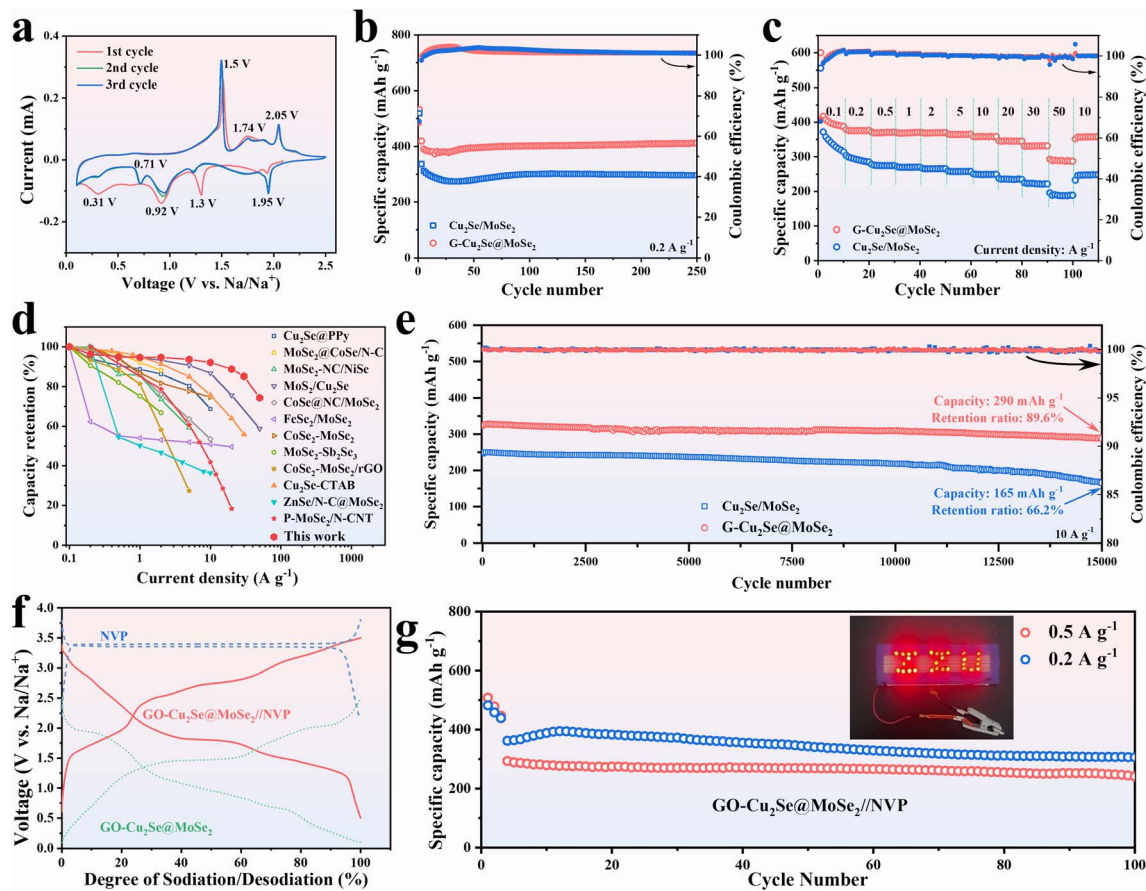 a
1st cycle
2nd cycle
3rd cycle
1.5 V
1.74 V
2.05 V
0.71 V
0.31 V
0.92 V
1.3 V
1.95 V
Current (mA)
0.4
0.2
0.0
-0.2
0.0 0.5 1.0 1.5 2.0 2.5
Voltage (V vs. Na/Na⁺)
b
Specific capacity (mAh g⁻¹)
800
600
400
200
0
Coulombic efficiency (%)
100
80
60
40
20
0
Cu₂Se/MoSe₂
G-Cu₂Se@MoSe₂
0.2 A g⁻¹
0 50 100 150 200 250
Cycle number
c
Specific capacity (mAh g⁻¹)
600
500
400
300
200
100
0
Coulombic efficiency (%)
100
80
60
40
20
0
0.1 0.2 0.5 1 2 5 10 20 30 50 10
G-Cu₂Se@MoSe₂
Cu₂Se/MoSe₂
Current density: A g⁻¹
0 20 40 60 80 100
Cycle number
d
Capacity retention (%)
100
80
60
40
20
0
Cu₂Se@PPy
MoSe₂@CoSe/N-C
MoSe₂-NC/NiSe
MoS₂/Cu₂Se
CoSe@NC/MoSe₂
FeSe₂/MoSe₂
CoSe₂-MoSe₂
MoSe₂-Sb₂Se₃
CoSe₂-MoSe₂/rGO
Cu₂Se-CTAB
ZnSe/N-C@MoSe₂
P-MoSe₂/N-CNT
This work
0.1 1 10 100 1000
Current density (A g⁻¹)
e
Specific capacity (mAh g⁻¹)
600
500
400
300
200
100
0
Coulombic efficiency (%)
100
95
90
85
80
Capacity: 290 mAh g⁻¹
Retention ratio: 89.6%
Capacity: 165 mAh g⁻¹
Retention ratio: 66.2%
Cu₂Se/MoSe₂
G-Cu₂Se@MoSe₂
10 A g⁻¹
0 2500 5000 7500 10000 12500 15000
Cycle number
f
Voltage (V vs. Na/Na⁺)
4.0
3.5
3.0
2.5
2.0
1.5
1.0
0.5
0.0
NVP
GO-Cu₂Se@MoSe₂//NVP
GO-Cu₂Se@MoSe₂
0 20 40 60 80 100
Degree of Sodiation/Desodiation (%)
g
Specific capacity (mAh g⁻¹)
800
600
400
300
200
0
0.5 A g⁻¹
0.2 A g⁻¹
GO-Cu₂Se@MoSe₂//NVP
0 20 40 60 80 100
Cycle Number